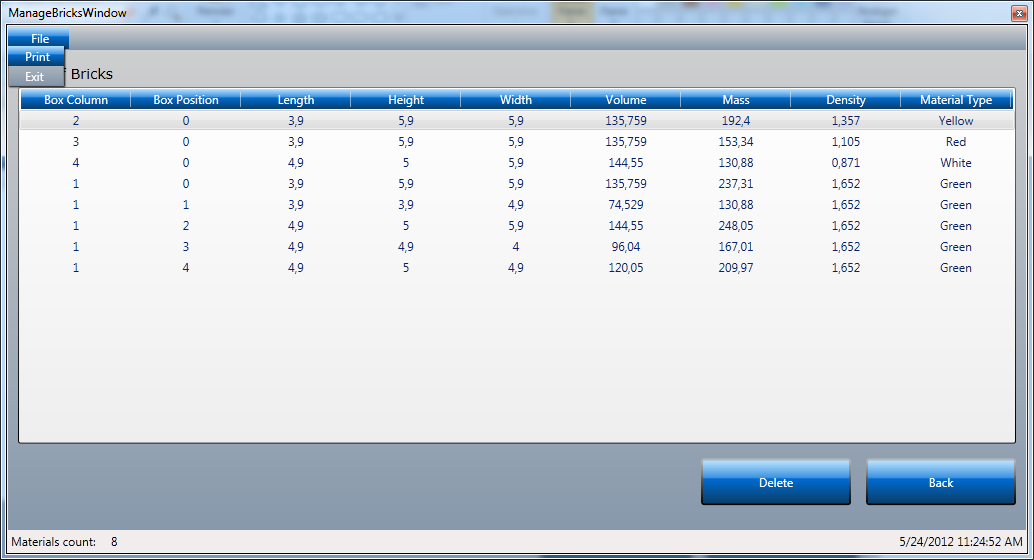 ManageBricksWindow
File
Print
Exit
Bricks
Box Column Box Position Length Height Width Volume Mass Density Material Type
2 0 3,9 5,9 5,9 135,759 192,4 1,357 Yellow
3 0 3,9 5,9 5,9 135,759 153,34 1,105 Red
4 0 4,9 5 5,9 144,55 130,88 0,871 White
1 0 3,9 5,9 5,9 135,759 237,31 1,652 Green
1 1 3,9 3,9 4,9 74,529 130,88 1,652 Green
1 2 4,9 5 5,9 144,55 248,05 1,652 Green
1 3 4,9 4,9 4 96,04 167,01 1,652 Green
1 4 4,9 5 4,9 120,05 209,97 1,652 Green
Delete Back
Materials count: 8 5/24/2012 11:24:52 AM